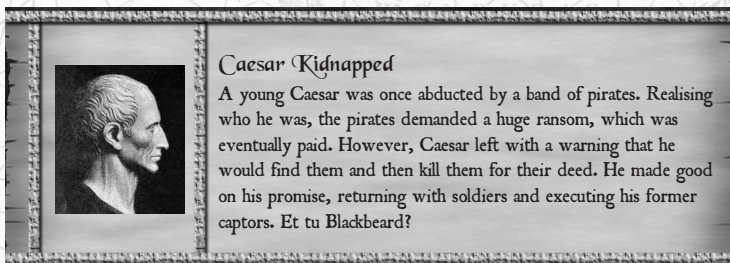 Caesar Kidnapped
A young Caesar was once abducted by a band of pirates. Realising
who he was, the pirates demanded a huge ransom, which was
eventually paid. However, Caesar left with a warning that he
would find them and then kill them for their deed. He made good
on his promise, returning with soldiers and executing his former
captors. Et tu Blackbeard?